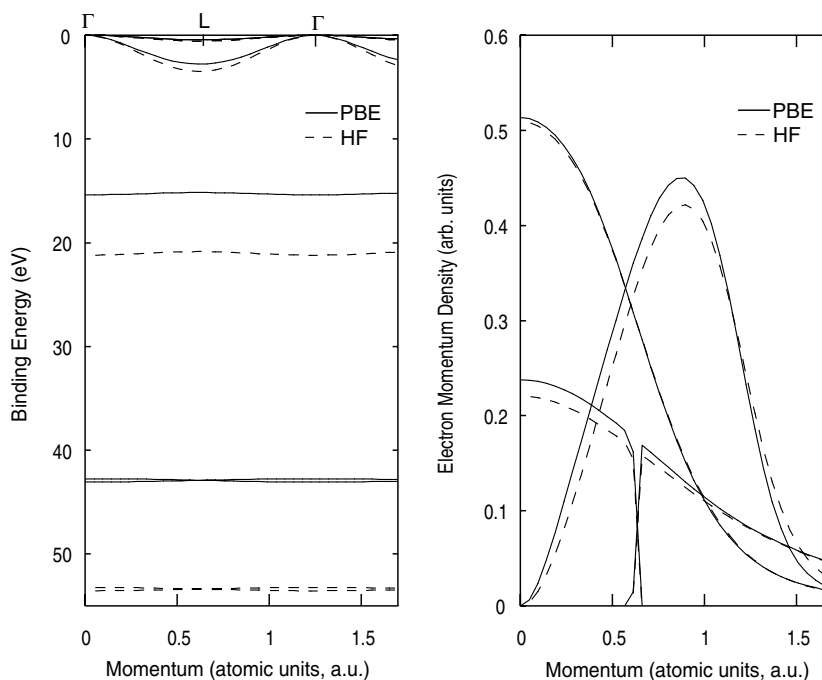 Γ L Γ
0
10
20
30
40
50
Binding Energy (eV)
PBE
HF
0 0.5 1 1.5
Momentum (atomic units, a.u.)
0.6
0.5
0.4
0.3
0.2
0.1
0
Electron Momentum Density (arb. units)
PBE
HF
0 0.5 1 1.5
Momentum (atomic units, a.u.)